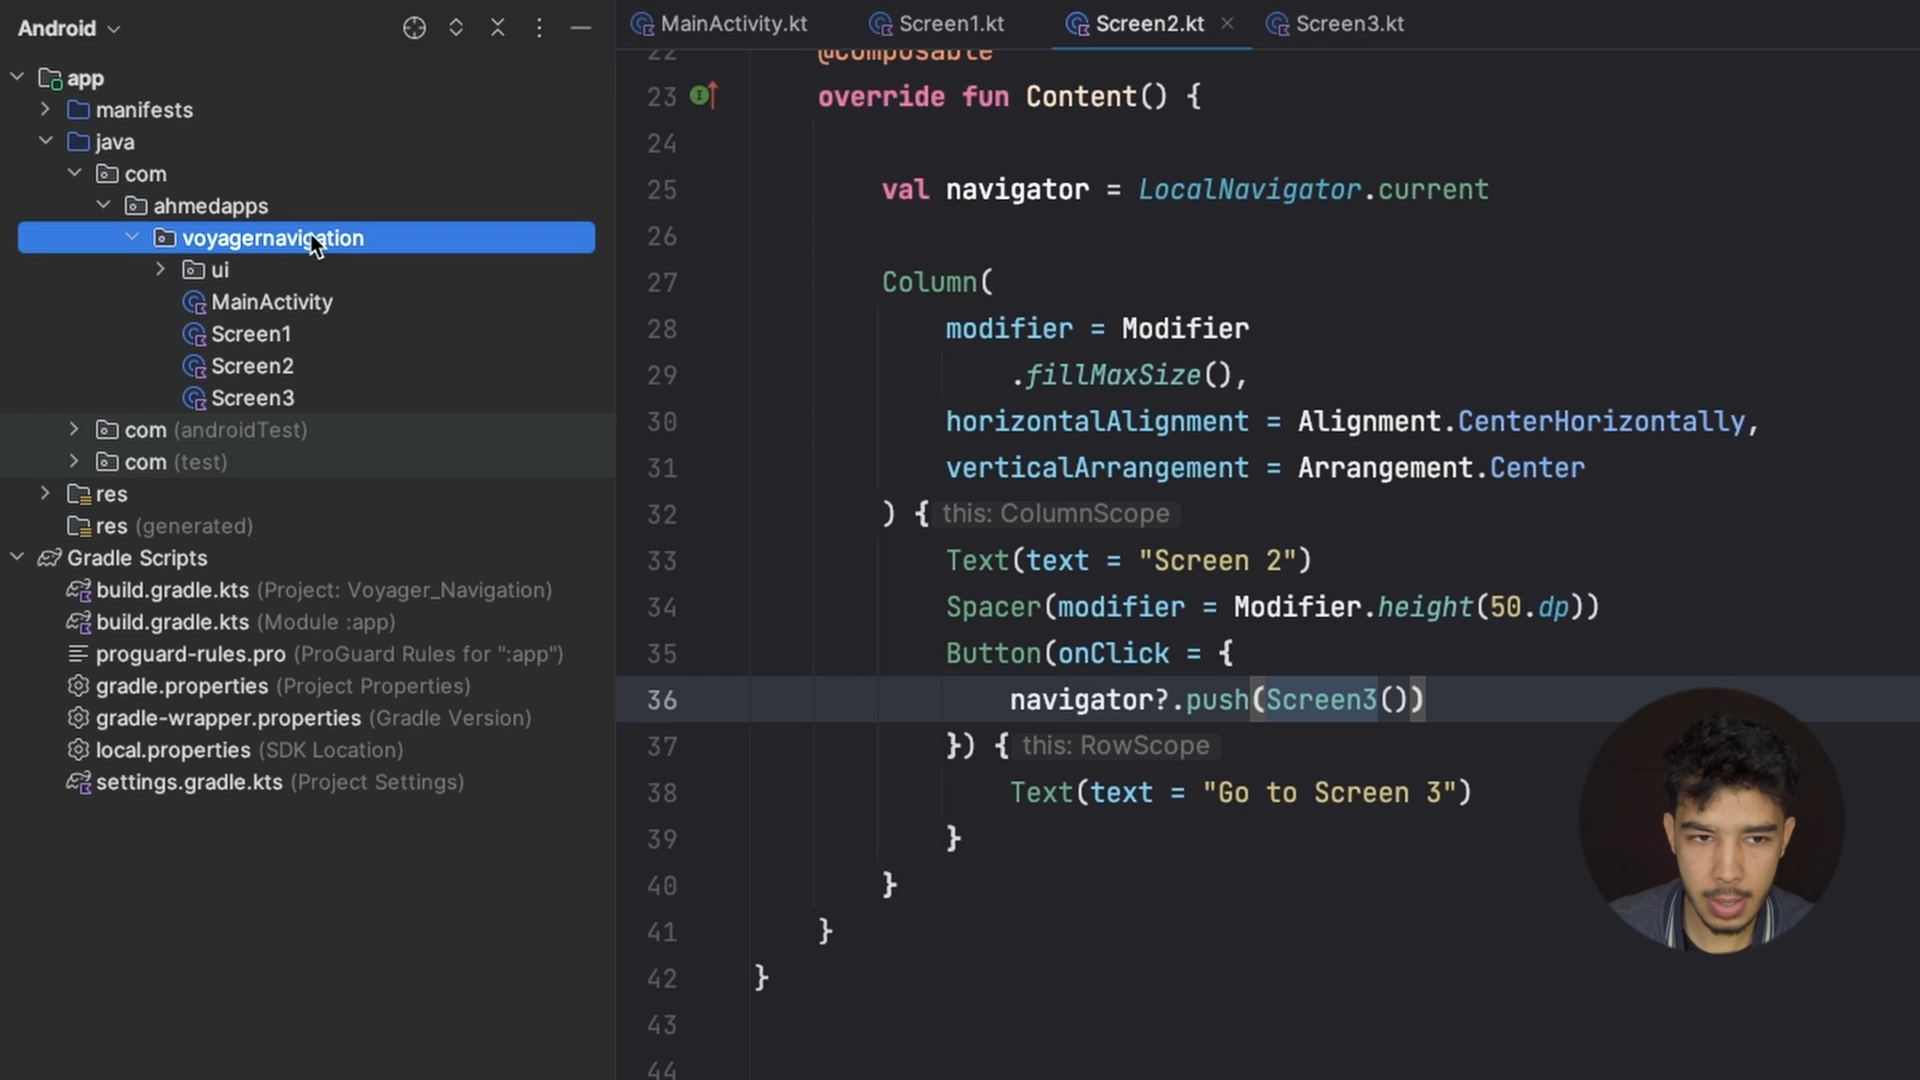 Android
app
manifests
java
com
ahmedapps
voyagernavigation
ui
MainActivity
Screen1
Screen2
Screen3
com (androidTest)
com (test)
res
res (generated)
Gradle Scripts
build.gradle.kts (Project: Voyager_Navigation)
build.gradle.kts (Module :app)
proguard-rules.pro (ProGuard Rules for ":app")
gradle.properties (Project Properties)
gradle-wrapper.properties (Gradle Version)
local.properties (SDK Location)
settings.gradle.kts (Project Settings)
MainActivity.kt Screen1.kt Screen2.kt Screen3.kt
22 @Composable
23 override fun Content() {
24
25 val navigator = LocalNavigator.current
26
27 Column(
28 modifier = Modifier
29 .fillMaxSize(),
30 horizontalAlignment = Alignment.CenterHorizontally,
31 verticalArrangement = Arrangement.Center
32 ) { this: ColumnScope
33 Text(text = "Screen 2")
34 Spacer(modifier = Modifier.height(50.dp))
35 Button(onClick = {
36 navigator?.push(Screen3())
37 }) { this: RowScope
38 Text(text = "Go to Screen 3")
39 }
40 }
41 }
42 }
43
44